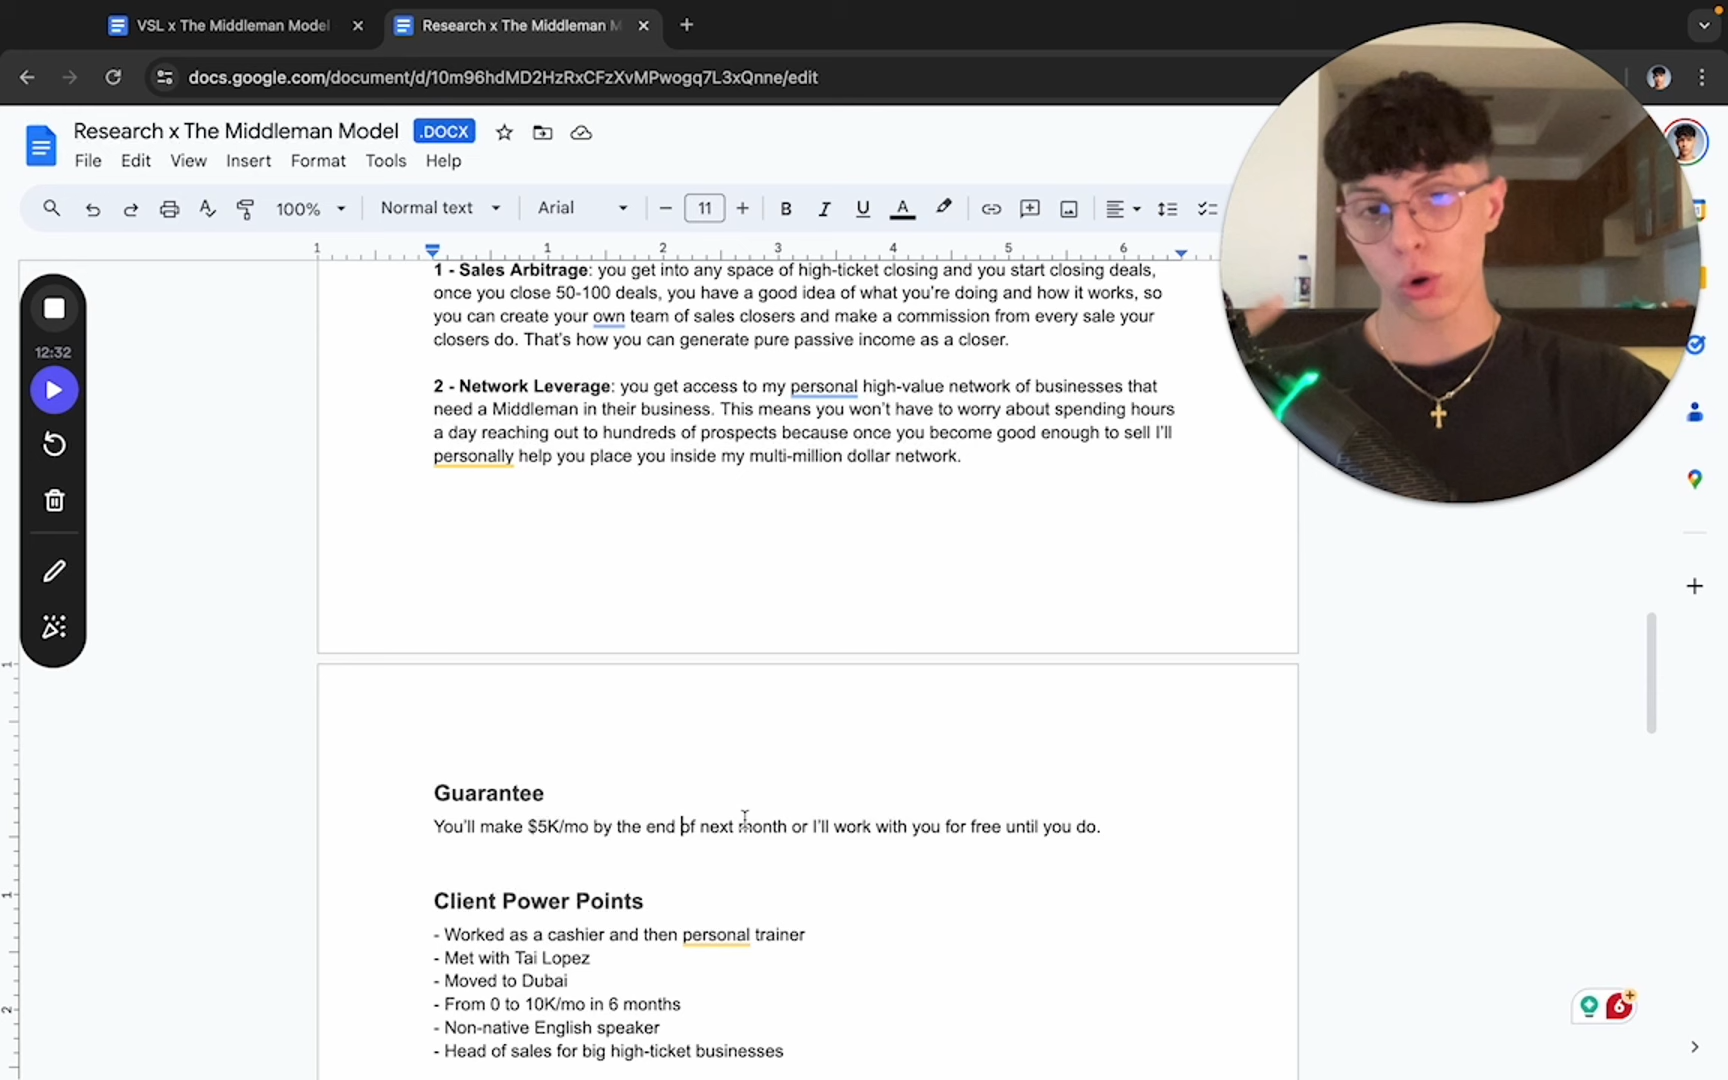 VSL x The Middleman Model
Research x The Middleman M
docs.google.com/document/d/10m96hdMD2HzRxCFzXvMPwogq7L3xQnne/edit
Research x The Middleman Model .DOCX
File Edit View Insert Format Tools Help
100% Normal text Arial 11 B I U A
1 1 2 3 4 5 6
1 - Sales Arbitrage: you get into any space of high-ticket closing and you start closing deals,
once you close 50-100 deals, you have a good idea of what you're doing and how it works, so
you can create your own team of sales closers and make a commission from every sale your
closers do. That's how you can generate pure passive income as a closer.
12:32
2 - Network Leverage: you get access to my personal high-value network of businesses that
need a Middleman in their business. This means you won't have to worry about spending hours
a day reaching out to hundreds of prospects because once you become good enough to sell I'll
personally help you place you inside my multi-million dollar network.
1
Guarantee
You'll make $5K/mo by the end of next month or I'll work with you for free until you do.
1
Client Power Points
- Worked as a cashier and then personal trainer
- Met with Tai Lopez
- Moved to Dubai
- From 0 to 10K/mo in 6 months
2
6
- Non-native English speaker
- Head of sales for big high-ticket businesses